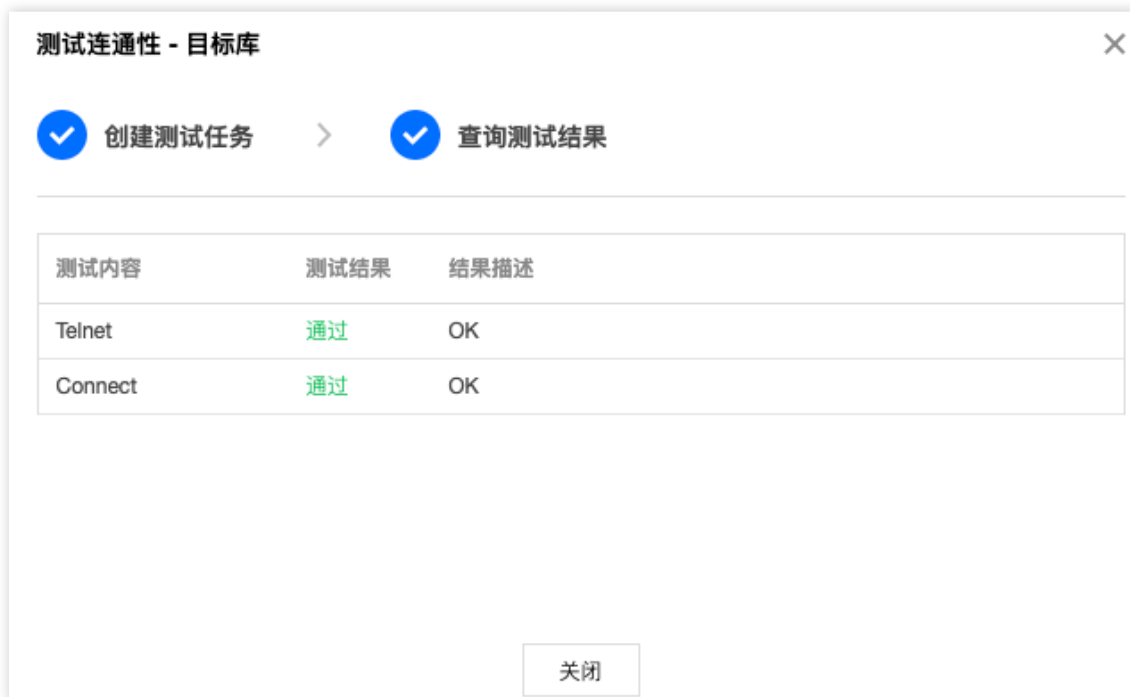 测试连通性 - 目标库
创建测试任务 查询测试结果
测试内容 测试结果 结果描述
Telnet 通过 OK
Connect 通过 OK
关闭